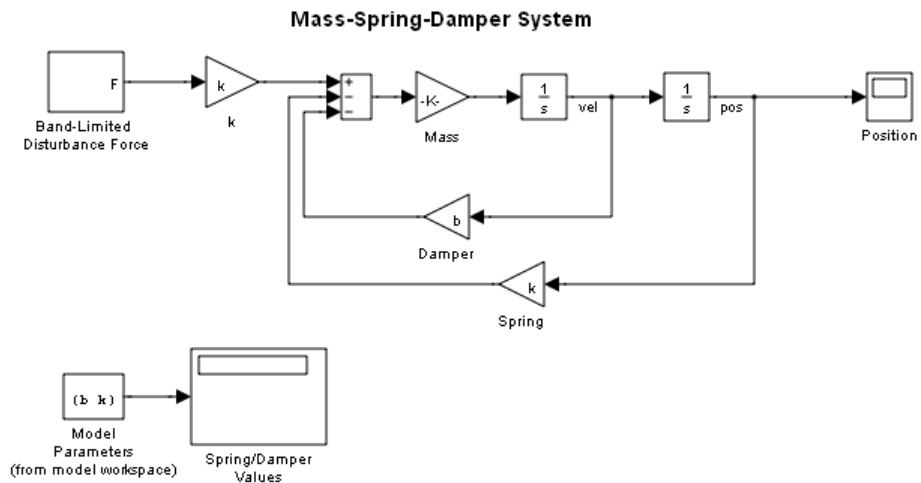 Mass-Spring-Damper System
F
Band-Limited
Disturbance Force
k
k
+
−
−
-K-
Mass
1
s
vel
1
s
pos
Position
b
Damper
k
Spring
(b k)
Model
Parameters
(from model workspace)
Spring/Damper
Values